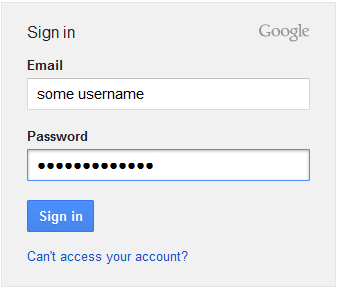 Sign in Google
Email
some username
Password
●●●●●●●●●●●●●
Sign in
Can't access your account?